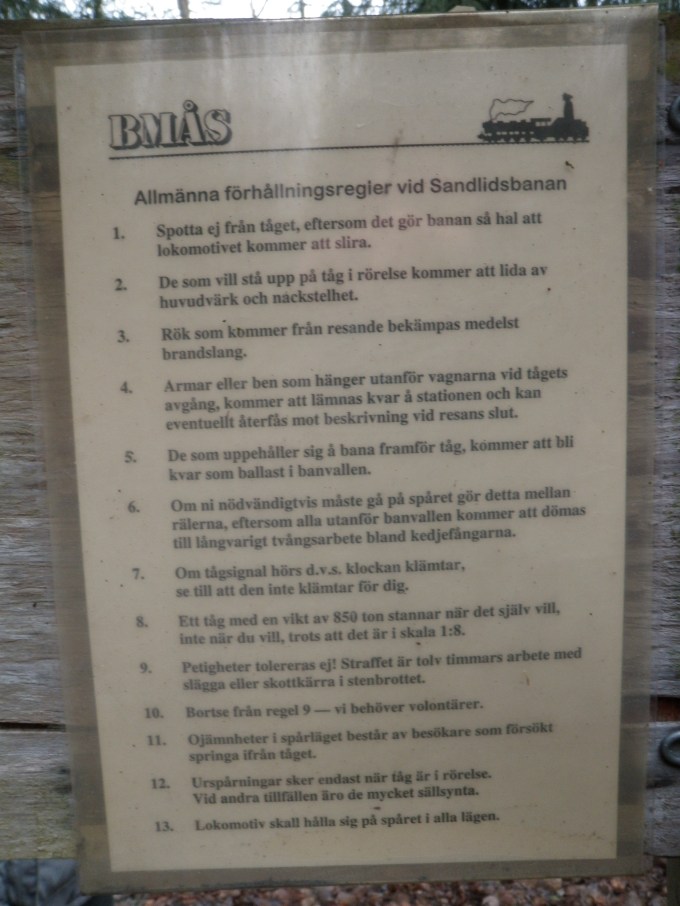 BMÅS
Allmänna förhållningsregler vid Sandlidsbanan
1. Spotta ej från tåget, eftersom det gör banan så hal att
lokomotivet kommer att slira.
2. De som vill stå upp på tåg i rörelse kommer att lida av
huvudvärk och nackstelhet.
3. Rök som kommer från resande bekämpas medelst
brandslang.
4. Armar eller ben som hänger utanför vagnarna vid tågets
avgång, kommer att lämnas kvar å stationen och kan
eventuellt återfås mot beskrivning vid resans slut.
5. De som uppehåller sig å bana framför tåg, kommer att bli
kvar som ballast i banvallen.
6. Om ni nödvändigtvis måste gå på spåret gör detta mellan
rälerna, eftersom alla utanför banvallen kommer att dömas
till långvarigt tvångsarbete bland kedjefångarna.
7. Om tågsignal hörs d.v.s. klockan klämtar,
se till att den inte klämtar för dig.
8. Ett tåg med en vikt av 850 ton stannar när det själv vill,
inte när du vill, trots att det är i skala 1:8.
9. Petigheter tolereras ej! Straffet är tolv timmars arbete med
slägga eller skottkärra i stenbrottet.
10. Bortse från regel 9 — vi behöver volontärer.
11. Ojämnheter i spårläget består av besökare som försökt
springa ifrån tåget.
12. Urspårningar sker endast när tåg är i rörelse.
Vid andra tillfällen äro de mycket sällsynta.
13. Lokomotiv skall hålla sig på spåret i alla lägen.